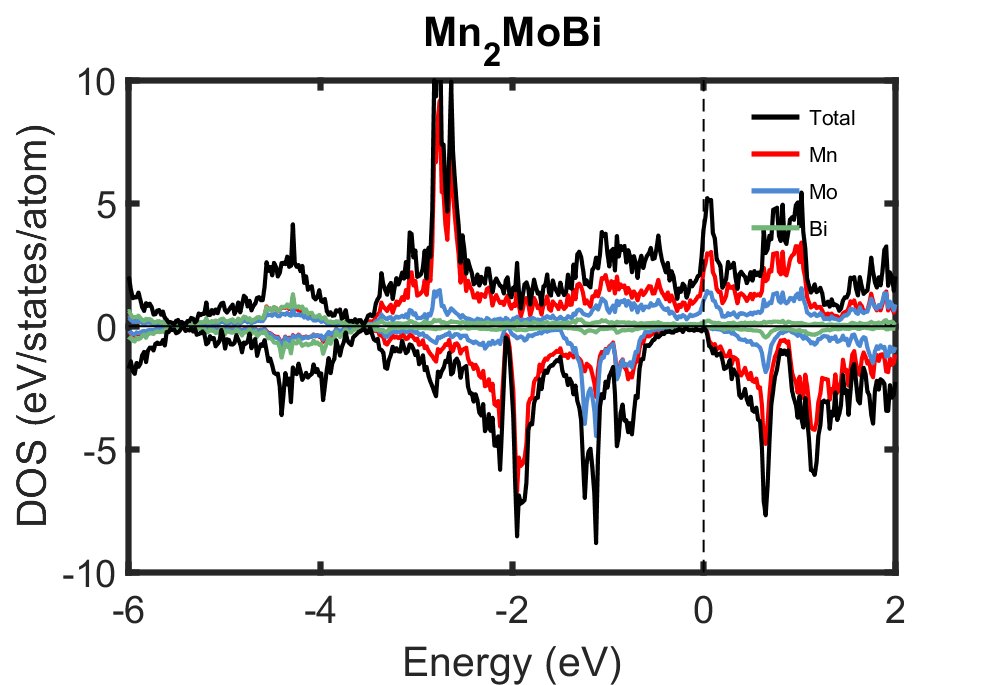 Mn₂MoBi
DOS (eV/states/atom)
10
5
0
-5
-10
Total
Mn
Mo
Bi
-6 -4 -2 0 2
Energy (eV)